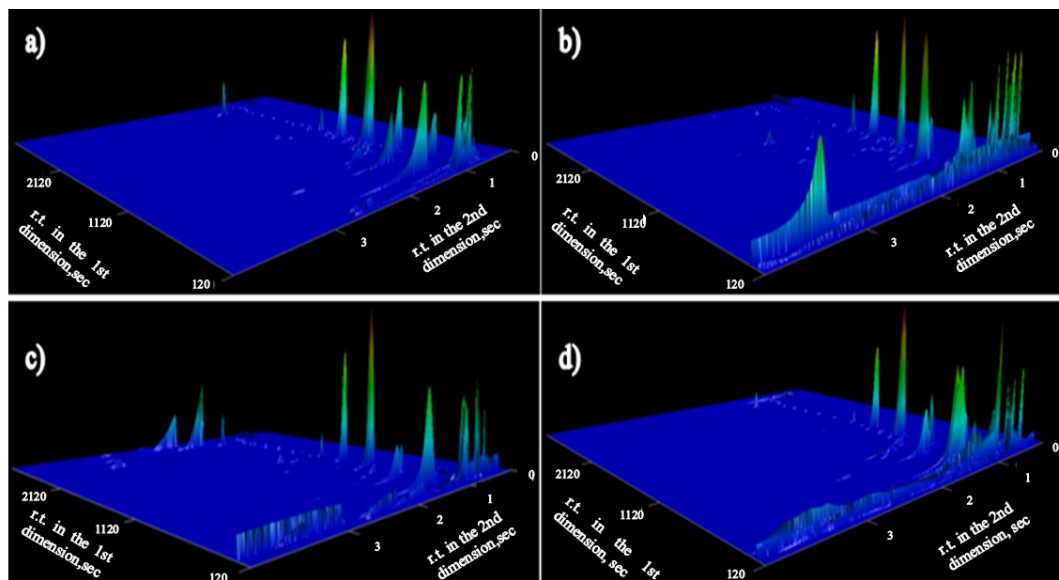 a)
2120
1120
120
r.t. in the 1st
dimension,sec
3
2
1
0
r.t. in the 2nd
dimension,sec
b)
2120
1120
120
r.t. in the 1st
dimension,sec
3
2
1
0
r.t. in the 2nd
dimension,sec
c)
2120
1120
120
r.t. in the 1st
dimension,sec
3
2
1
0
r.t. in the 2nd
dimension,sec
d)
2120
1120
120
r.t. in the 1st
dimension, sec
3
2
1
0
r.t. in the 2nd
dimension, sec